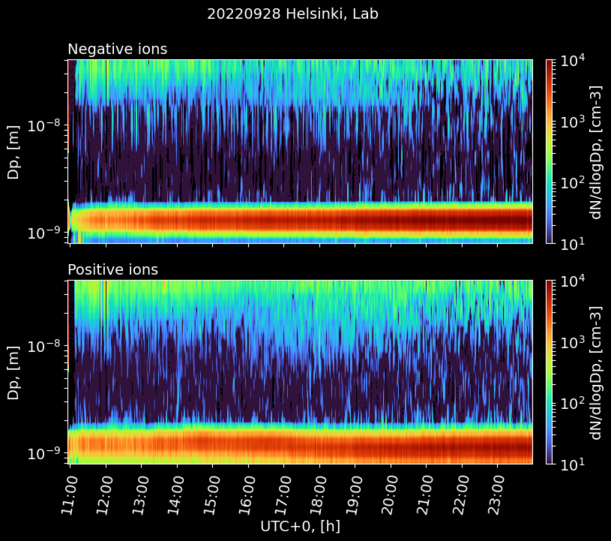 20220928 Helsinki, Lab
Negative ions
Dp, [m]
10⁻⁸
10⁻⁹
10⁴
10³
10²
10¹
dN/dlogDp, [cm-3]
Positive ions
Dp, [m]
10⁻⁸
10⁻⁹
10⁴
10³
10²
10¹
dN/dlogDp, [cm-3]
11:00 12:00 13:00 14:00 15:00 16:00 17:00 18:00 19:00 20:00 21:00 22:00 23:00
UTC+0, [h]